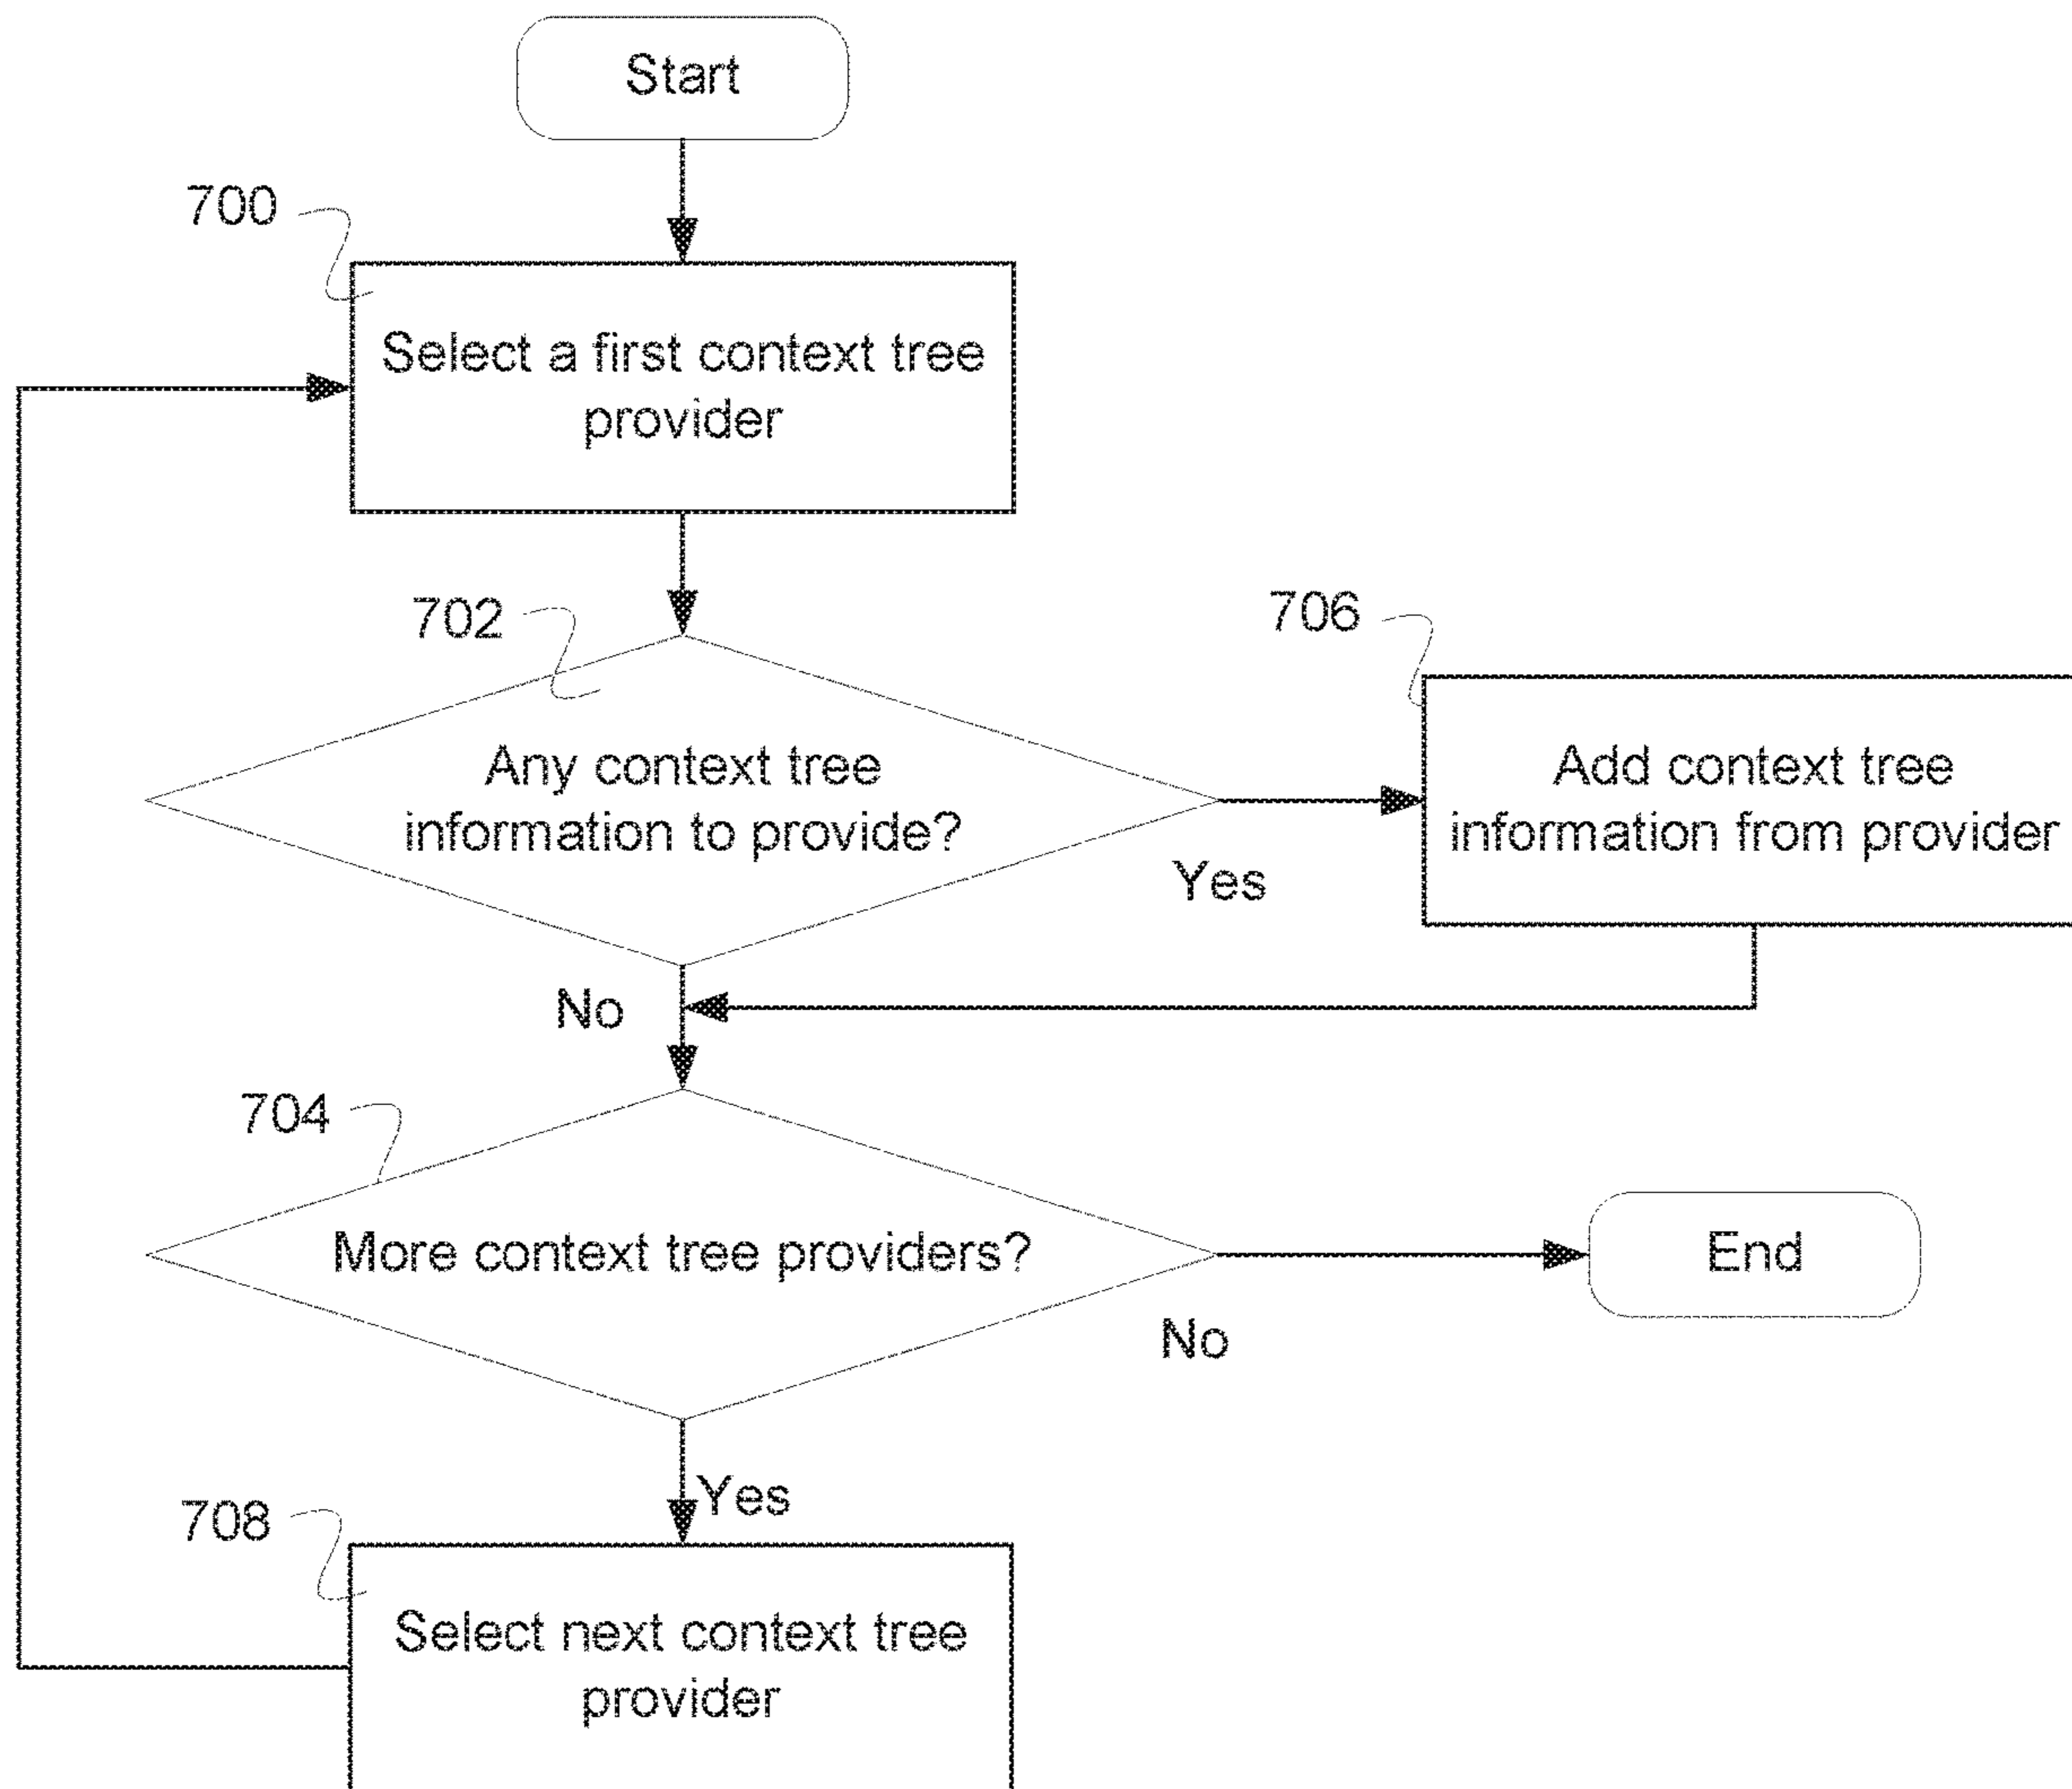 Start
700
Select a first context tree
provider
702
706
Any context tree
information to provide?
Add context tree
information from provider
Yes
No
704
More context tree providers?
End
No
Yes
708
Select next context tree
provider